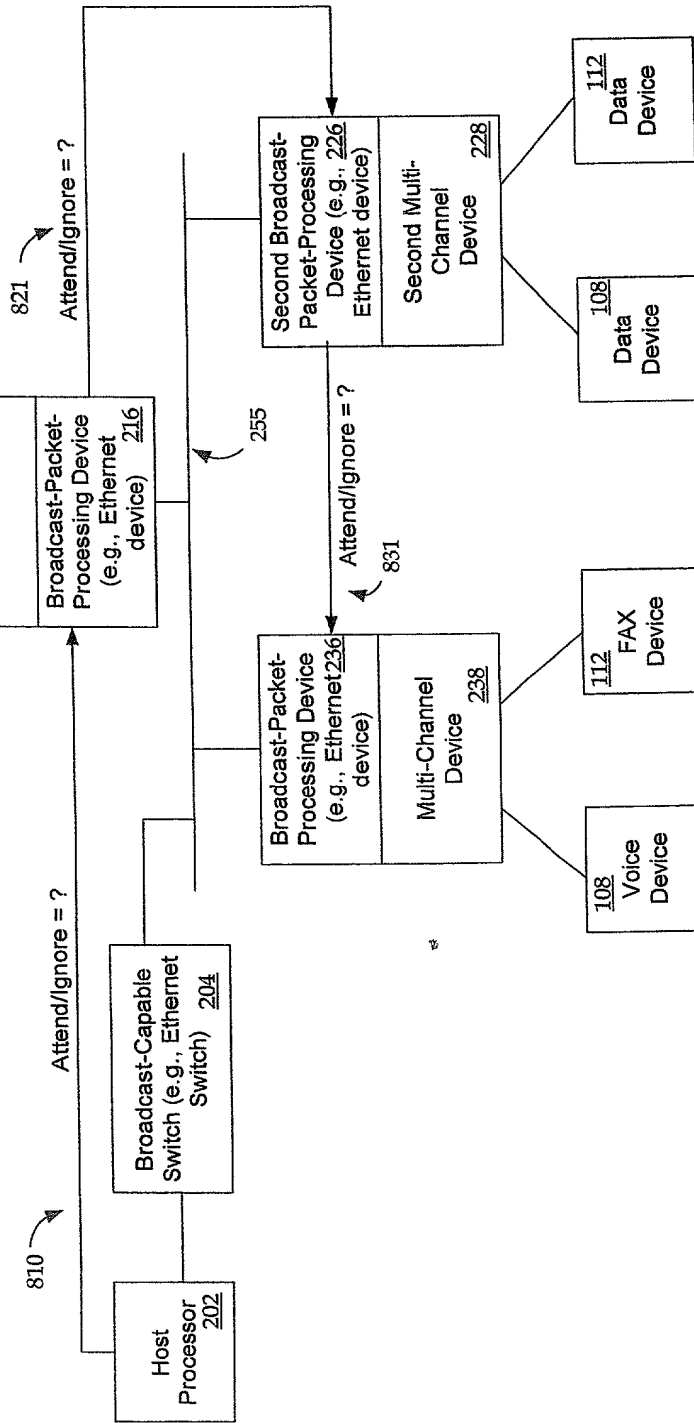 810
Attend/Ignore = ?
821
Attend/Ignore = ?
Host
Processor
202
Broadcast-Capable
Switch (e.g., Ethernet
Switch)
204
Broadcast-Packet-
Processing Device
(e.g., Ethernet
device)
216
255
Broadcast-Packet-
Processing Device
(e.g., Ethernet
device)
236
Multi-Channel
Device
238
Attend/Ignore = ?
831
Second Broadcast-
Packet-Processing
Device (e.g.,
Ethernet device)
226
Second Multi-
Channel
Device
228
108
Voice
Device
112
FAX
Device
108
Data
Device
112
Data
Device